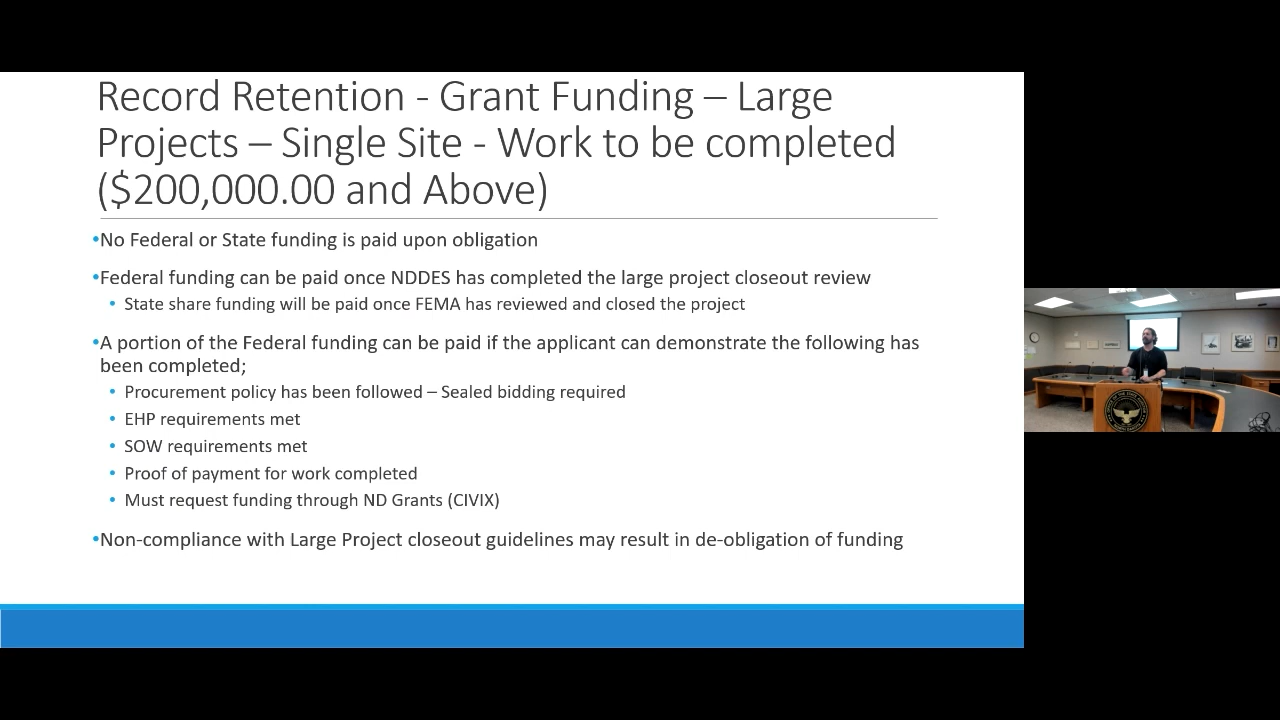 Record Retention - Grant Funding – Large
Projects – Single Site - Work to be completed
($200,000.00 and Above)
•No Federal or State funding is paid upon obligation
•Federal funding can be paid once NDDES has completed the large project closeout review
• State share funding will be paid once FEMA has reviewed and closed the project
•A portion of the Federal funding can be paid if the applicant can demonstrate the following has
been completed;
• Procurement policy has been followed – Sealed bidding required
• EHP requirements met
• SOW requirements met
• Proof of payment for work completed
• Must request funding through ND Grants (CIVIX)
•Non-compliance with Large Project closeout guidelines may result in de-obligation of funding